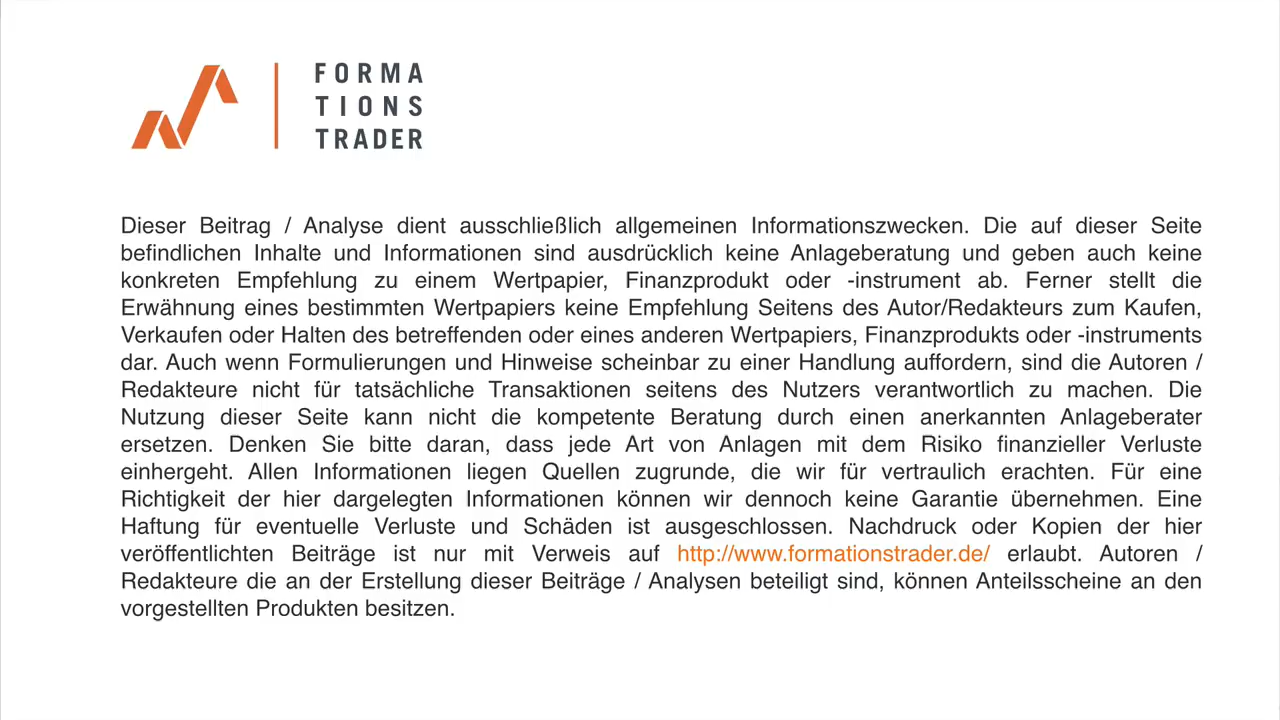 FORMA
TIONS
TRADER
Dieser Beitrag / Analyse dient ausschließlich allgemeinen Informationszwecken. Die auf dieser Seite
befindlichen Inhalte und Informationen sind ausdrücklich keine Anlageberatung und geben auch keine
konkreten Empfehlung zu einem Wertpapier, Finanzprodukt oder -instrument ab. Ferner stellt die
Erwähnung eines bestimmten Wertpapiers keine Empfehlung Seitens des Autor/Redakteurs zum Kaufen,
Verkaufen oder Halten des betreffenden oder eines anderen Wertpapiers, Finanzprodukts oder -instruments
dar. Auch wenn Formulierungen und Hinweise scheinbar zu einer Handlung auffordern, sind die Autoren /
Redakteure nicht für tatsächliche Transaktionen seitens des Nutzers verantwortlich zu machen. Die
Nutzung dieser Seite kann nicht die kompetente Beratung durch einen anerkannten Anlageberater
ersetzen. Denken Sie bitte daran, dass jede Art von Anlagen mit dem Risiko finanzieller Verluste
einhergeht. Allen Informationen liegen Quellen zugrunde, die wir für vertraulich erachten. Für eine
Richtigkeit der hier dargelegten Informationen können wir dennoch keine Garantie übernehmen. Eine
Haftung für eventuelle Verluste und Schäden ist ausgeschlossen. Nachdruck oder Kopien der hier
veröffentlichten Beiträge ist nur mit Verweis auf http://www.formationstrader.de/ erlaubt. Autoren /
Redakteure die an der Erstellung dieser Beiträge / Analysen beteiligt sind, können Anteilsscheine an den
vorgestellten Produkten besitzen.